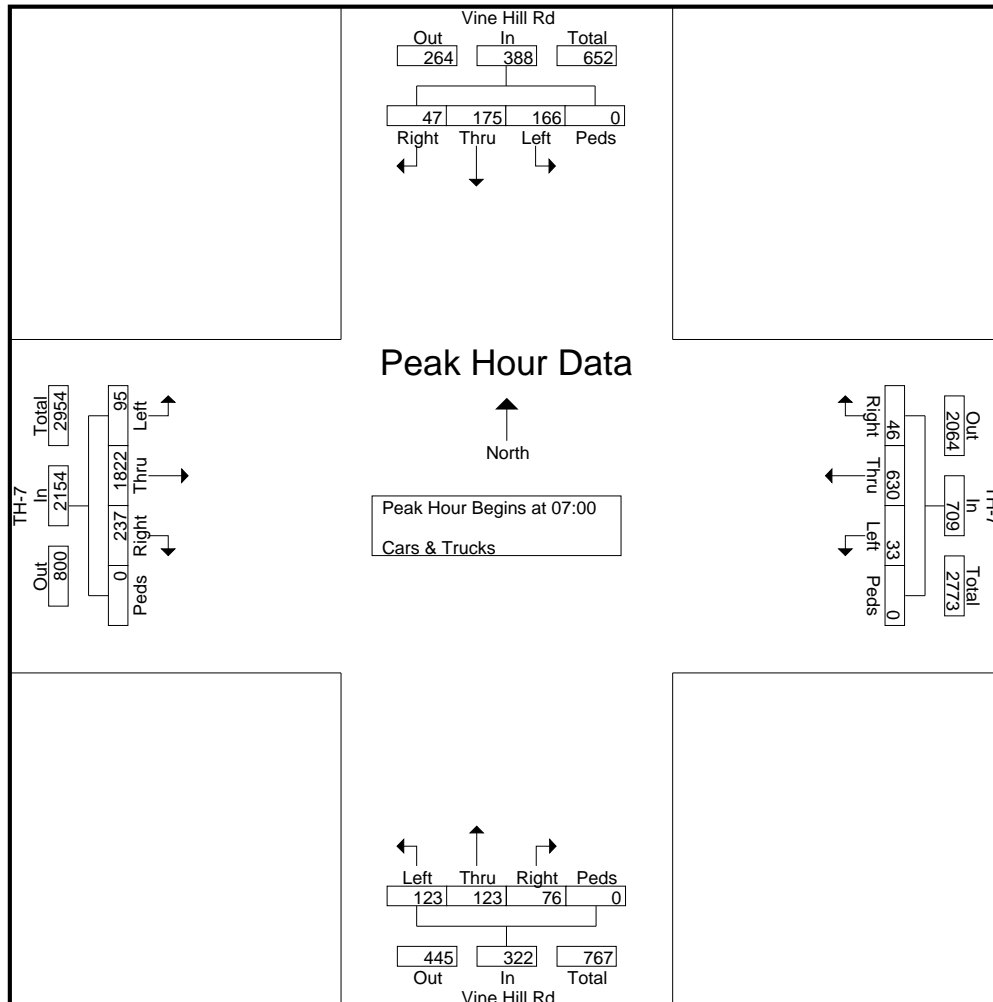 Vine Hill Rd
Out In Total
264 388 652
47 175 166 0
Right Thru Left Peds
Peak Hour Data
North
Peak Hour Begins at 07:00
Cars & Trucks
TH-7
Total In Out
2954 2154 800
95 1822 237 0
Left Thru Right Peds
TH-7
Out In Total
2064 709 2773
46 630 33 0
Right Thru Left Peds
Left Thru Right Peds
123 123 76 0
445 322 767
Out In Total
Vine Hill Rd